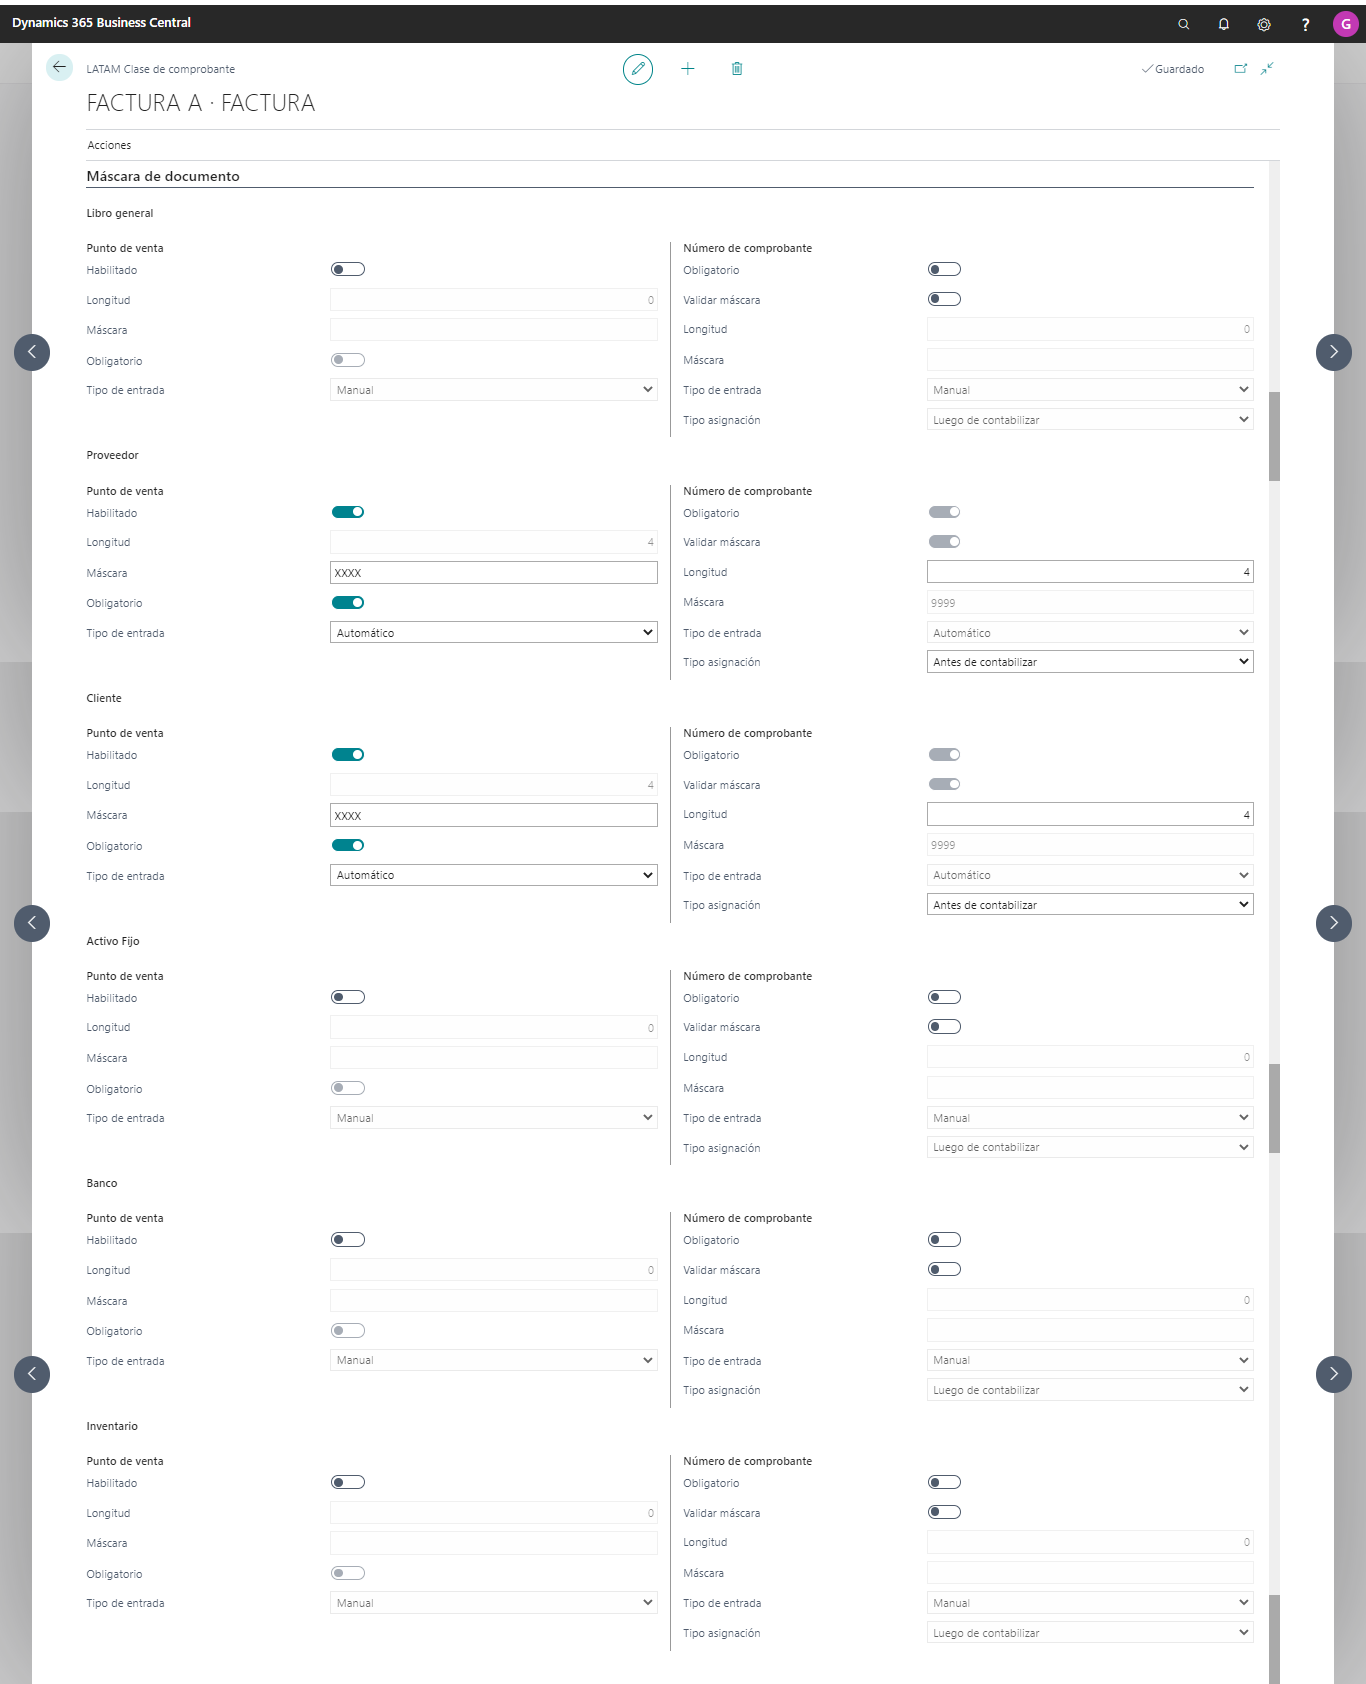 Dynamics 365 Business Central
?
G
LATAM Clase de comprobante
Guardado
FACTURA A · FACTURA
Acciones
Máscara de documento
Libro general
Punto de venta
Habilitado
Longitud 0
Máscara
Obligatorio
Tipo de entrada Manual
Número de comprobante
Obligatorio
Validar máscara
Longitud 0
Máscara
Tipo de entrada Manual
Tipo asignación Luego de contabilizar
Proveedor
Punto de venta
Habilitado
Longitud 4
Máscara XXXX
Obligatorio
Tipo de entrada Automático
Número de comprobante
Obligatorio
Validar máscara
Longitud 4
Máscara 9999
Tipo de entrada Automático
Tipo asignación Antes de contabilizar
Cliente
Punto de venta
Habilitado
Longitud 4
Máscara XXXX
Obligatorio
Tipo de entrada Automático
Número de comprobante
Obligatorio
Validar máscara
Longitud 4
Máscara 9999
Tipo de entrada Automático
Tipo asignación Antes de contabilizar
Activo Fijo
Punto de venta
Habilitado
Longitud 0
Máscara
Obligatorio
Tipo de entrada Manual
Número de comprobante
Obligatorio
Validar máscara
Longitud 0
Máscara
Tipo de entrada Manual
Tipo asignación Luego de contabilizar
Banco
Punto de venta
Habilitado
Longitud 0
Máscara
Obligatorio
Tipo de entrada Manual
Número de comprobante
Obligatorio
Validar máscara
Longitud 0
Máscara
Tipo de entrada Manual
Tipo asignación Luego de contabilizar
Inventario
Punto de venta
Habilitado
Longitud 0
Máscara
Obligatorio
Tipo de entrada Manual
Número de comprobante
Obligatorio
Validar máscara
Longitud 0
Máscara
Tipo de entrada Manual
Tipo asignación Luego de contabilizar